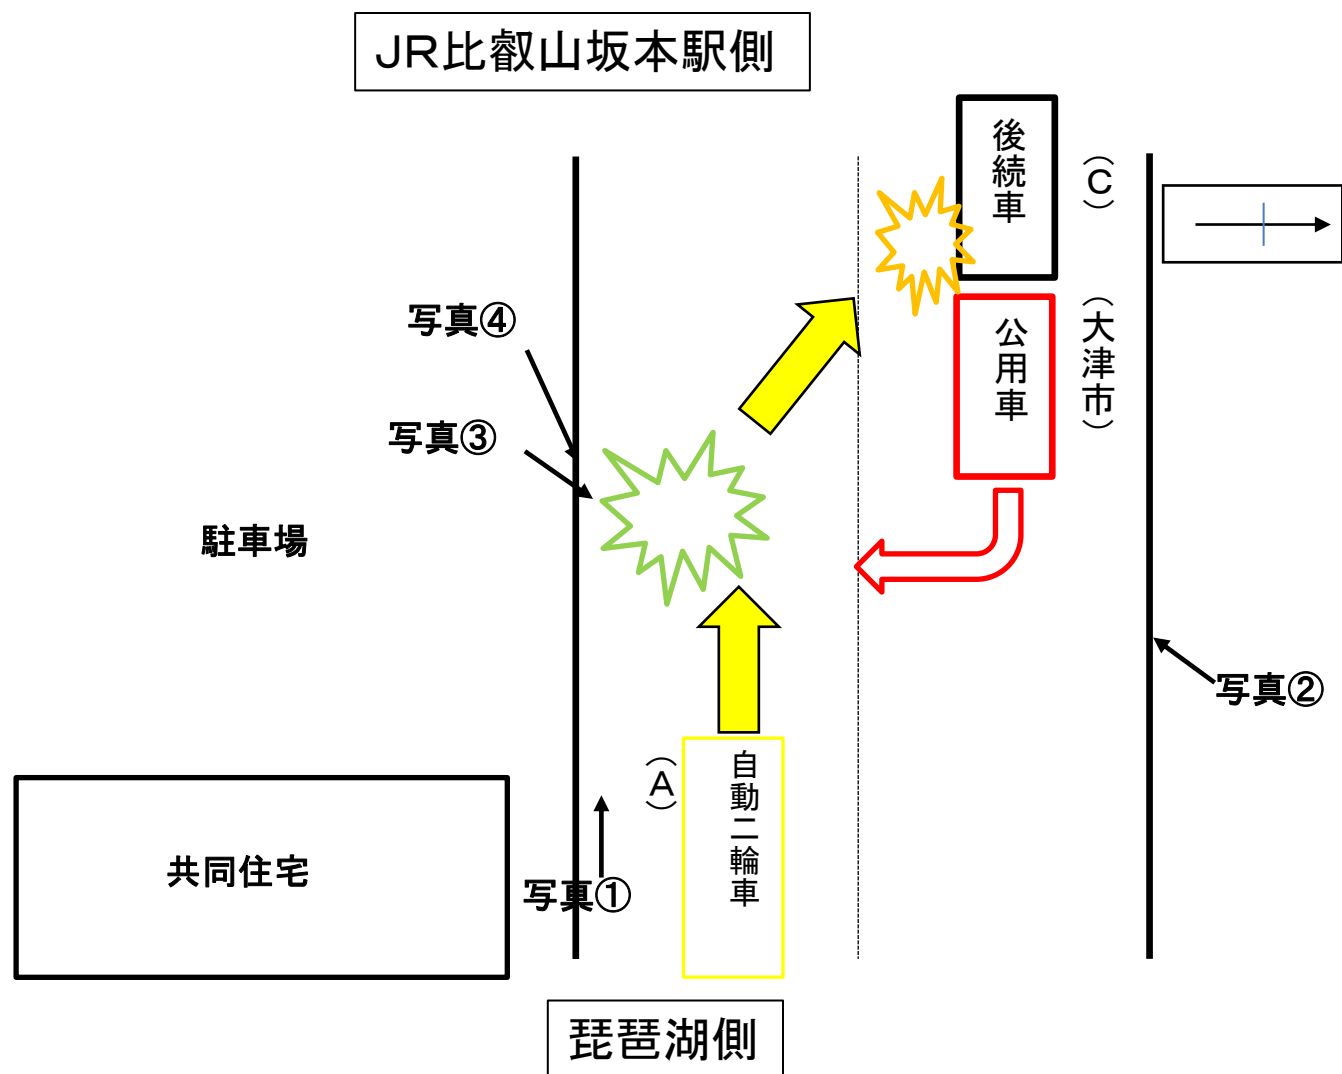 JR比叡山坂本駅側
後続車
（C）
写真④
公用車
（大津市）
写真③
駐車場
写真②
自動二輪車
（A）
共同住宅
写真①
琵琶湖側